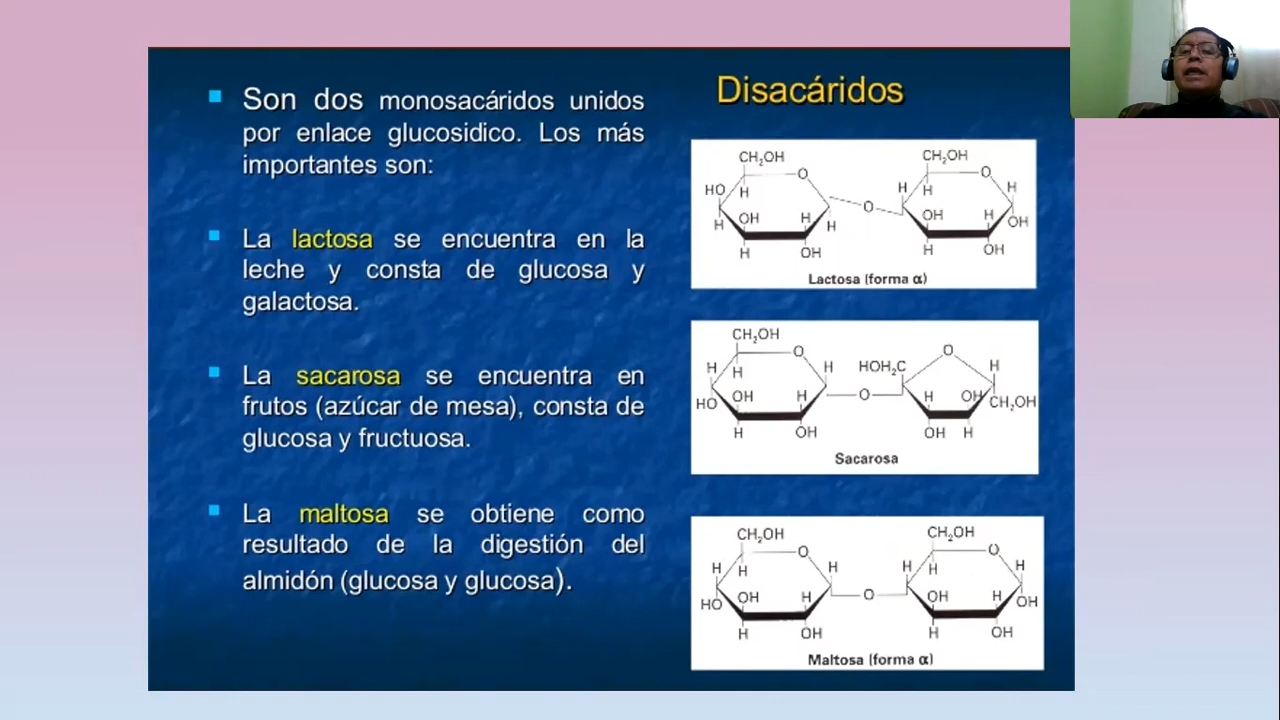 Disacáridos
Son dos monosacáridos unidos
por enlace glucosidico. Los más
importantes son:
La lactosa se encuentra en la
leche y consta de glucosa y
galactosa.
La sacarosa se encuentra en
frutos (azúcar de mesa), consta de
glucosa y fructuosa.
La maltosa se obtiene como
resultado de la digestión del
almidón (glucosa y glucosa).
CH₂OH CH₂OH
O O
HO H H H H
O
OH H OH H OH
H H
H OH H OH
Lactosa (forma α)
CH₂OH
O O
H H H HOH₂C H
O
HO OH H H OH CH₂OH
H OH OH H
Sacarosa
CH₂OH CH₂OH
O O
H H H H H H
O
HO OH H OH H OH
H OH H OH
Maltosa (forma α)